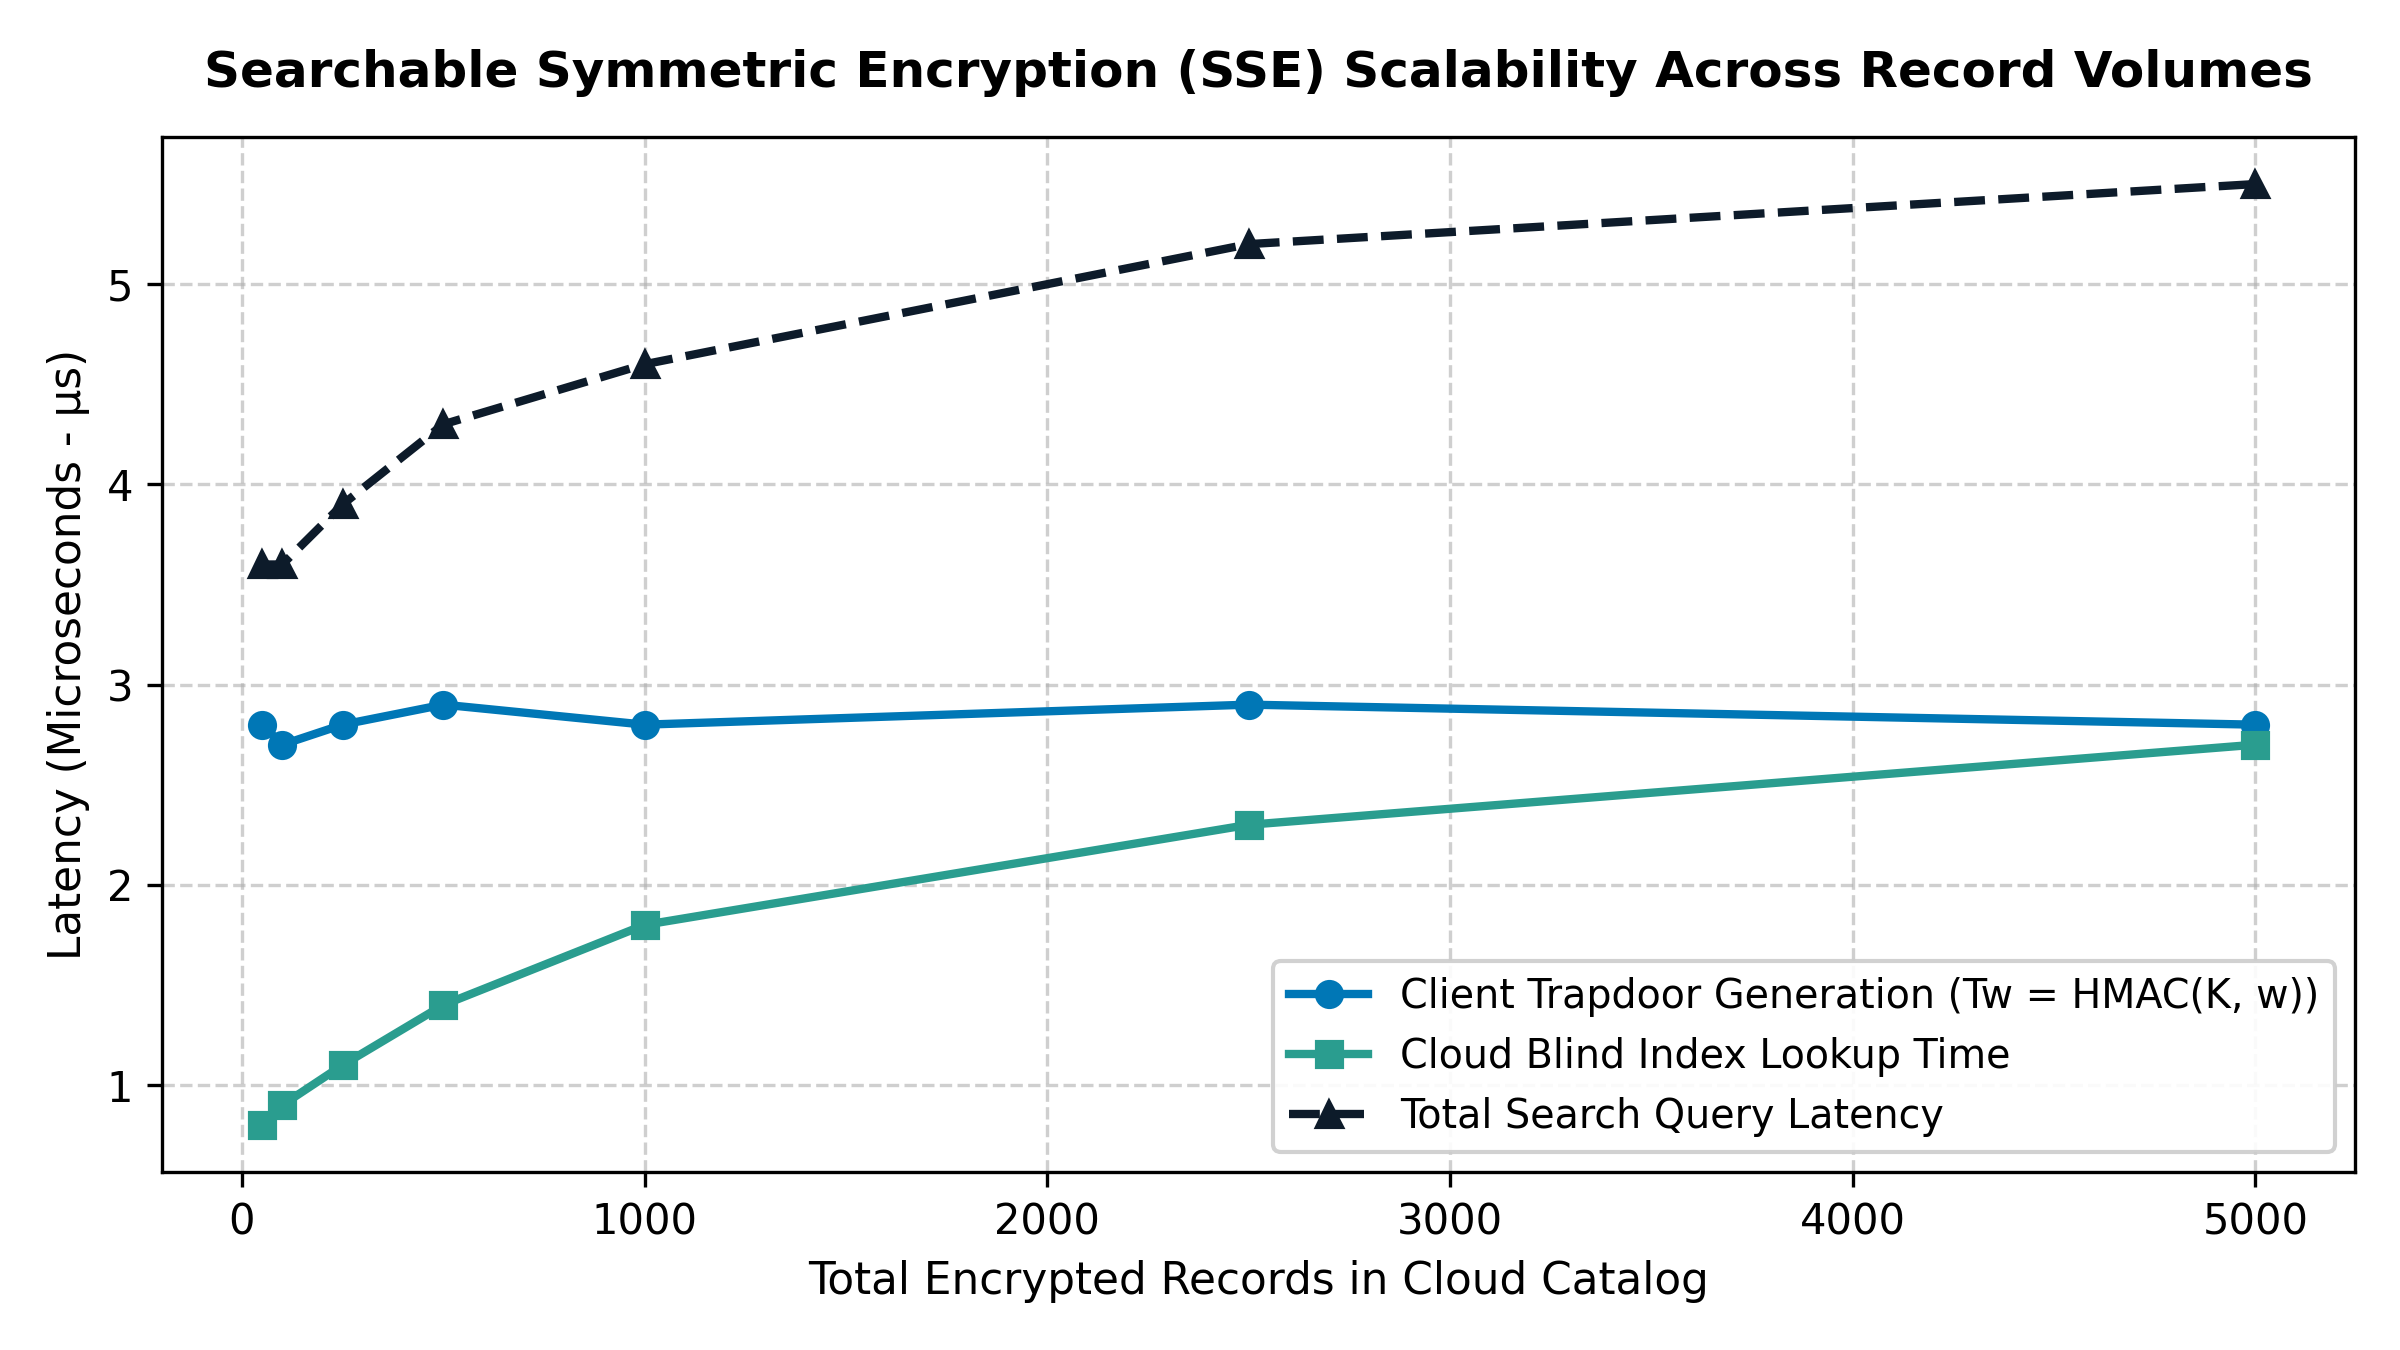 Searchable Symmetric Encryption (SSE) Scalability Across Record Volumes
Latency (Microseconds - µs)
5
4
3
2
1
Client Trapdoor Generation (Tw = HMAC(K, w))
Cloud Blind Index Lookup Time
Total Search Query Latency
0 1000 2000 3000 4000 5000
Total Encrypted Records in Cloud Catalog